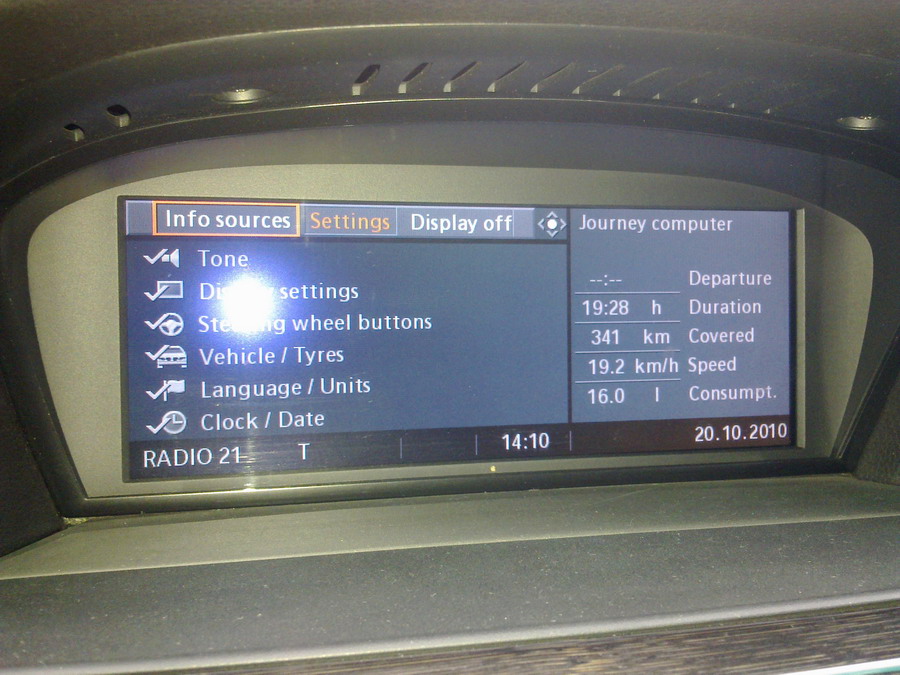 Info sources Settings Display off
Tone
settings
wheel buttons
Vehicle / Tyres
Language / Units
Clock / Date
RADIO 21 T 14:10
Journey computer
--:-- Departure
19:28 h Duration
341 km Covered
19.2 km/h Speed
16.0 l Consumpt.
20.10.2010